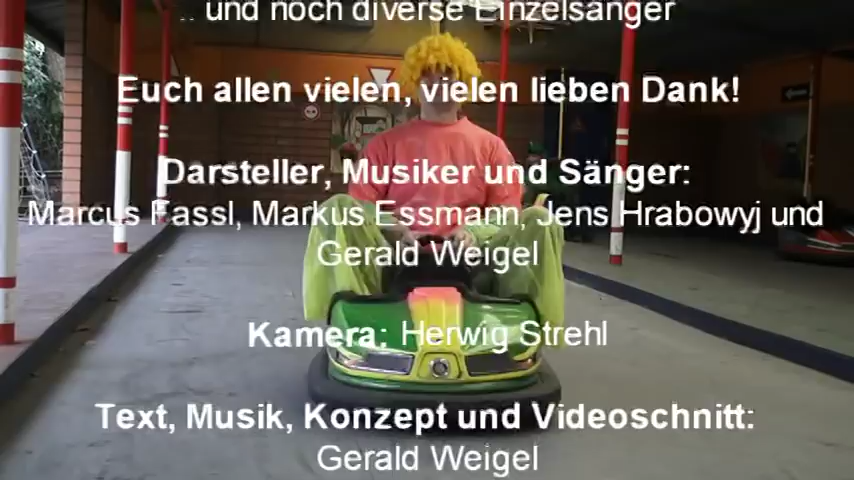 .. und noch diverse Einzelsänger
Euch allen vielen, vielen lieben Dank!
Darsteller, Musiker und Sänger:
Marcus Fassl, Markus Essmann, Jens Hrabowyj und
Gerald Weigel
Kamera: Herwig Strehl
Text, Musik, Konzept und Videoschnitt:
Gerald Weigel